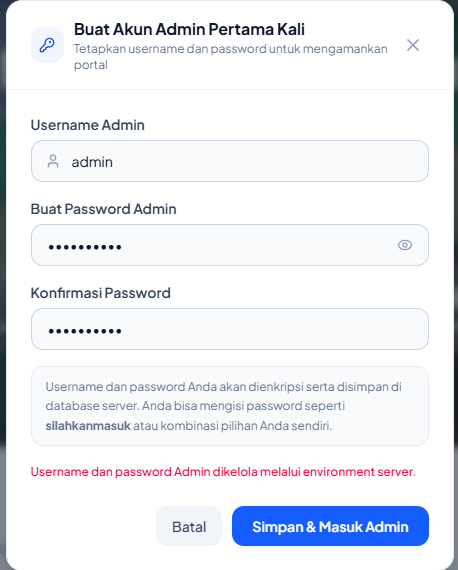 Buat Akun Admin Pertama Kali
Tetapkan username dan password untuk mengamankan
portal
Username Admin
admin
Buat Password Admin
••••••••••
Konfirmasi Password
••••••••••
Username dan password Anda akan dienkripsi serta disimpan di
database server. Anda bisa mengisi password seperti
silahkanmasuk atau kombinasi pilihan Anda sendiri.
Username dan password Admin dikelola melalui environment server.
Batal
Simpan & Masuk Admin